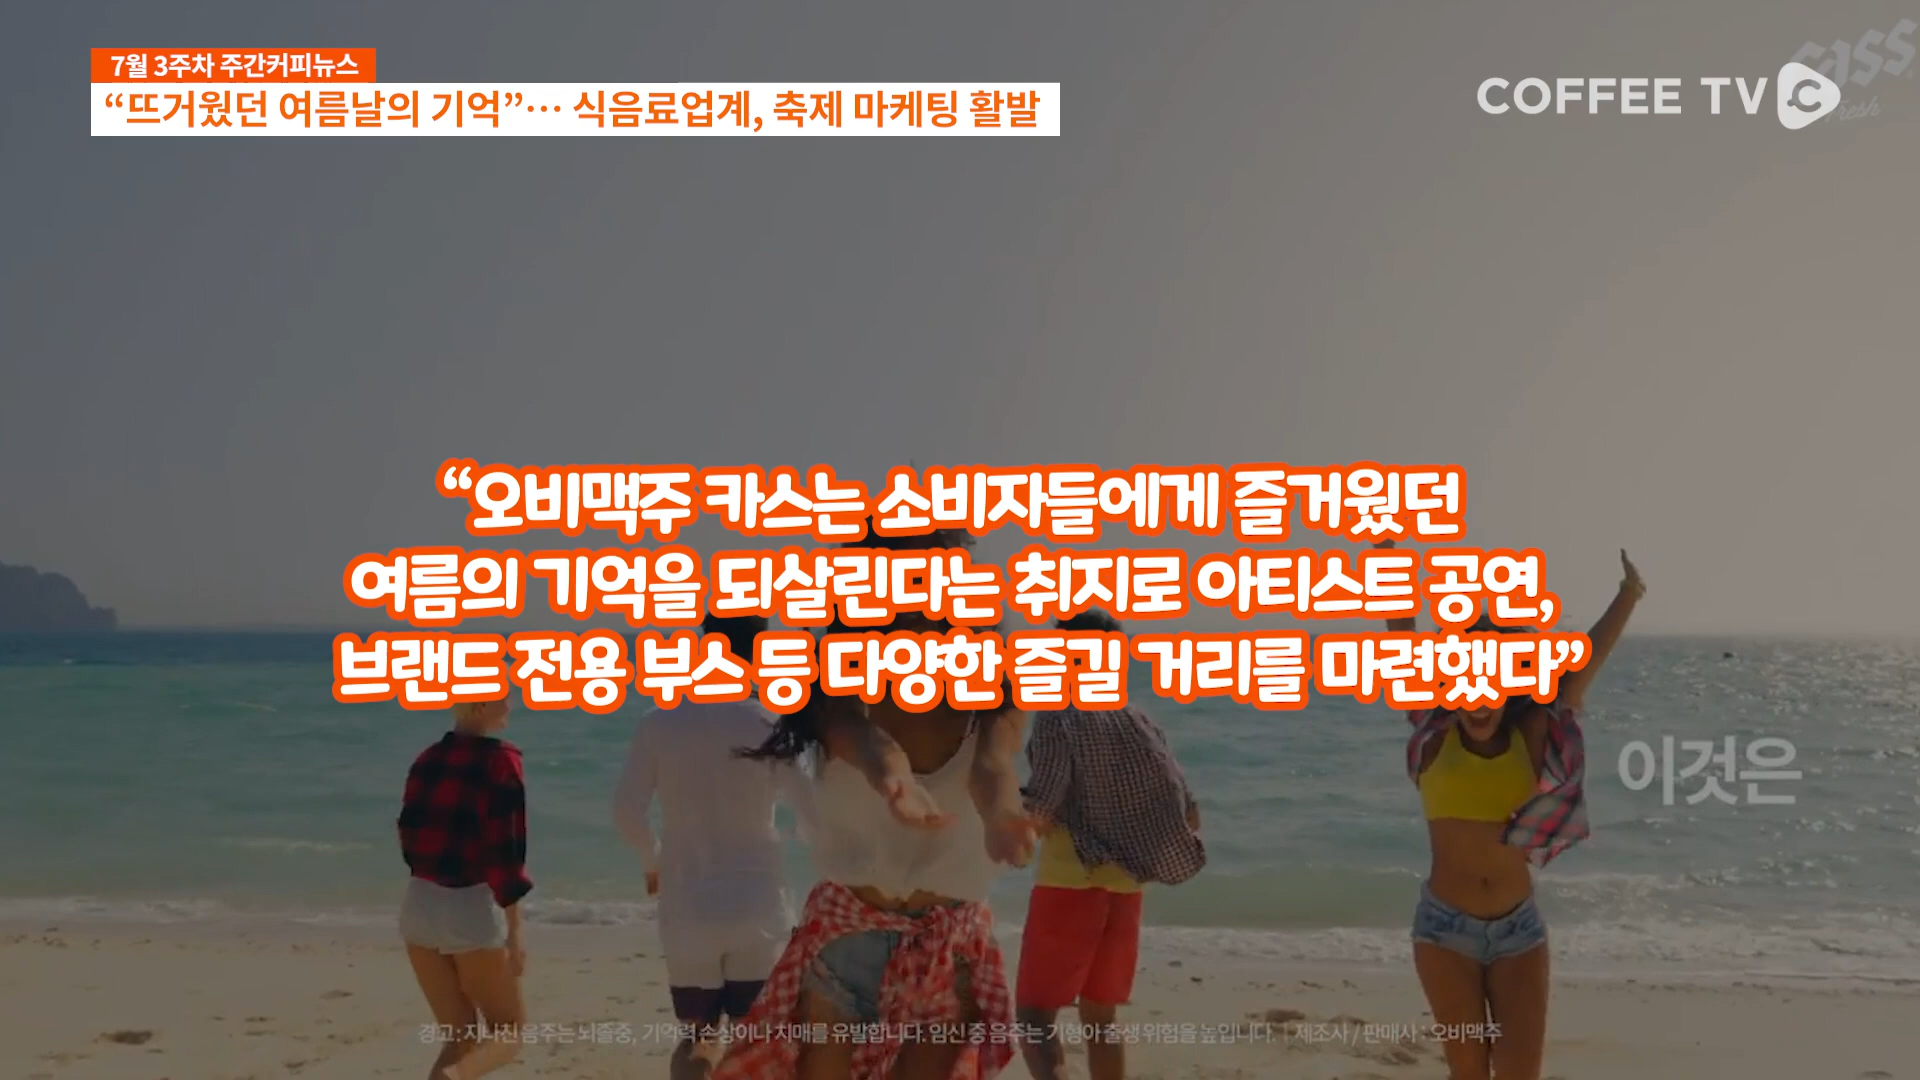 7월 3주차 주간커피뉴스
“뜨거웠던 여름날의 기억”… 식음료업계, 축제 마케팅 활발
COFFEE TV
Fresh
“오비맥주 카스는 소비자들에게 즐거웠던
여름의 기억을 되살린다는 취지로 아티스트 공연,
브랜드 전용 부스 등 다양한 즐길 거리를 마련했다”
이것은
경고 : 지나친 음주는 뇌졸중, 기억력 손상이나 치매를 유발합니다. 임신 중 음주는 기형아 출생 위험을 높입니다. | 제조사 / 판매사 : 오비맥주